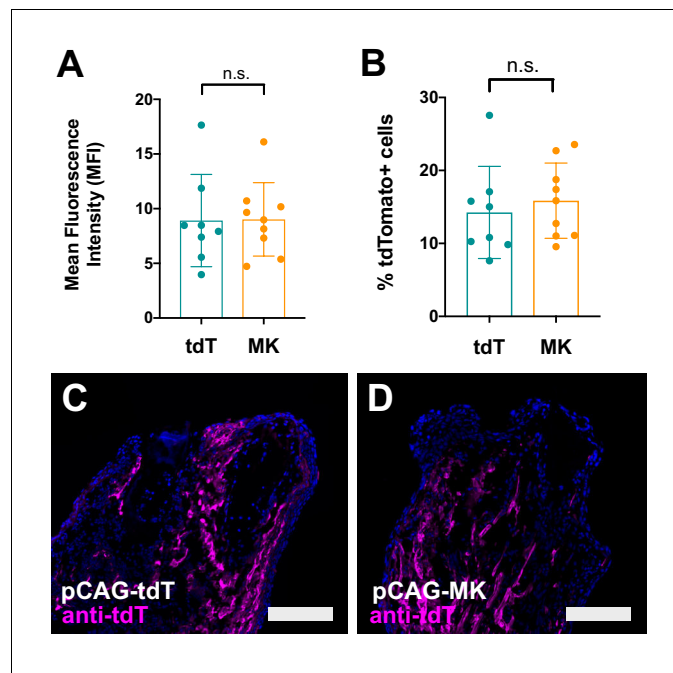 A
n.s.
Mean Fluorescence
Intensity (MFI)
20
15
10
5
0
tdT MK
B
n.s.
% tdTomato+ cells
30
20
10
0
tdT MK
C
pCAG-tdT
anti-tdT
D
pCAG-MK
anti-tdT